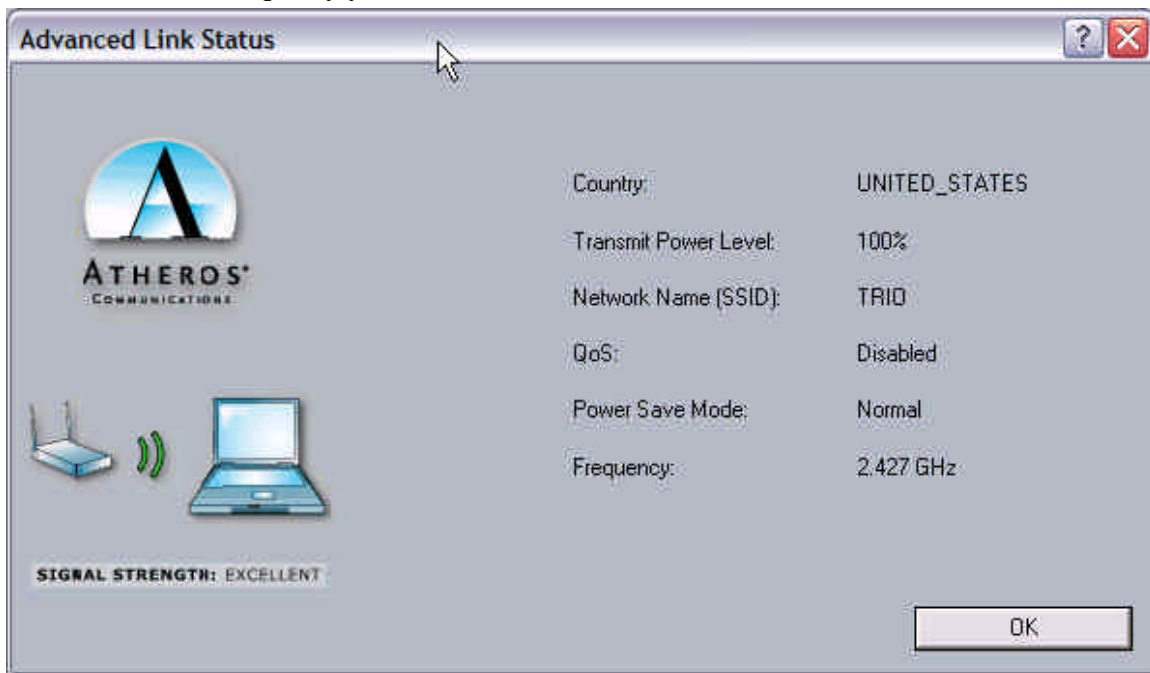 Advanced Link Status
ATHEROS
COMMUNICATIONS
Country: UNITED_STATES
Transmit Power Level: 100%
Network Name (SSID): TRIO
QoS: Disabled
Power Save Mode: Normal
Frequency: 2.427 GHz
SIGNAL STRENGTH: EXCELLENT
OK